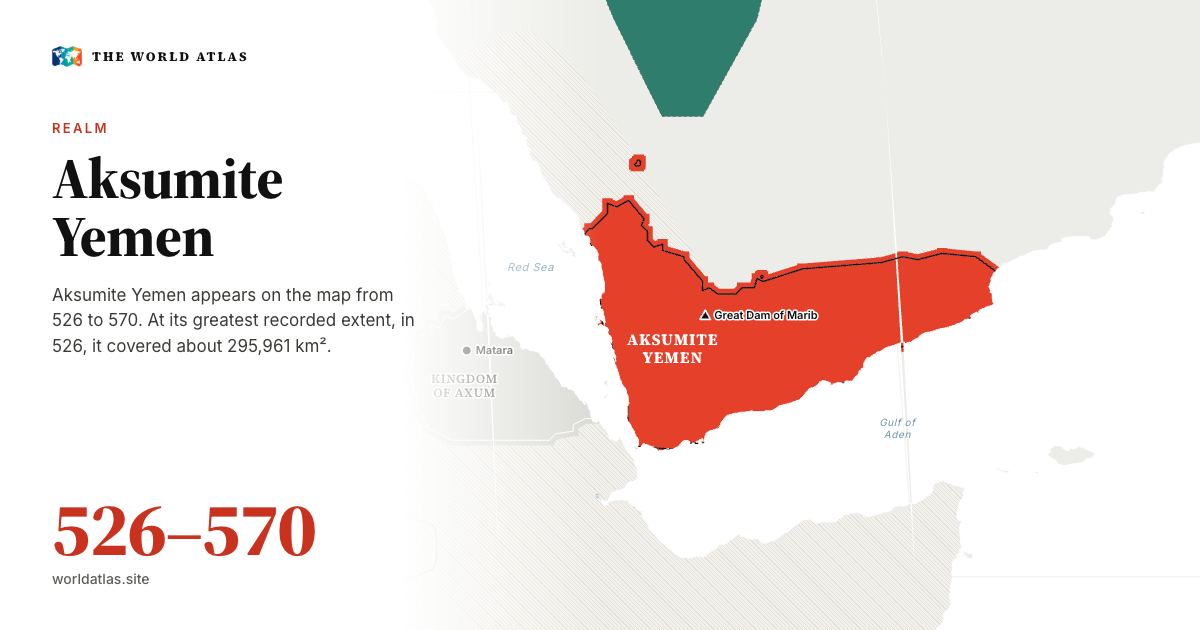 THE WORLD ATLAS
REALM
Aksumite
Yemen
Aksumite Yemen appears on the map from
526 to 570. At its greatest recorded extent, in
526, it covered about 295,961 km².
526–570
worldatlas.site
Red Sea
Great Dam of Marib
AKSUMITE
YEMEN
Matara
KINGDOM
OF AXUM
Gulf of
Aden